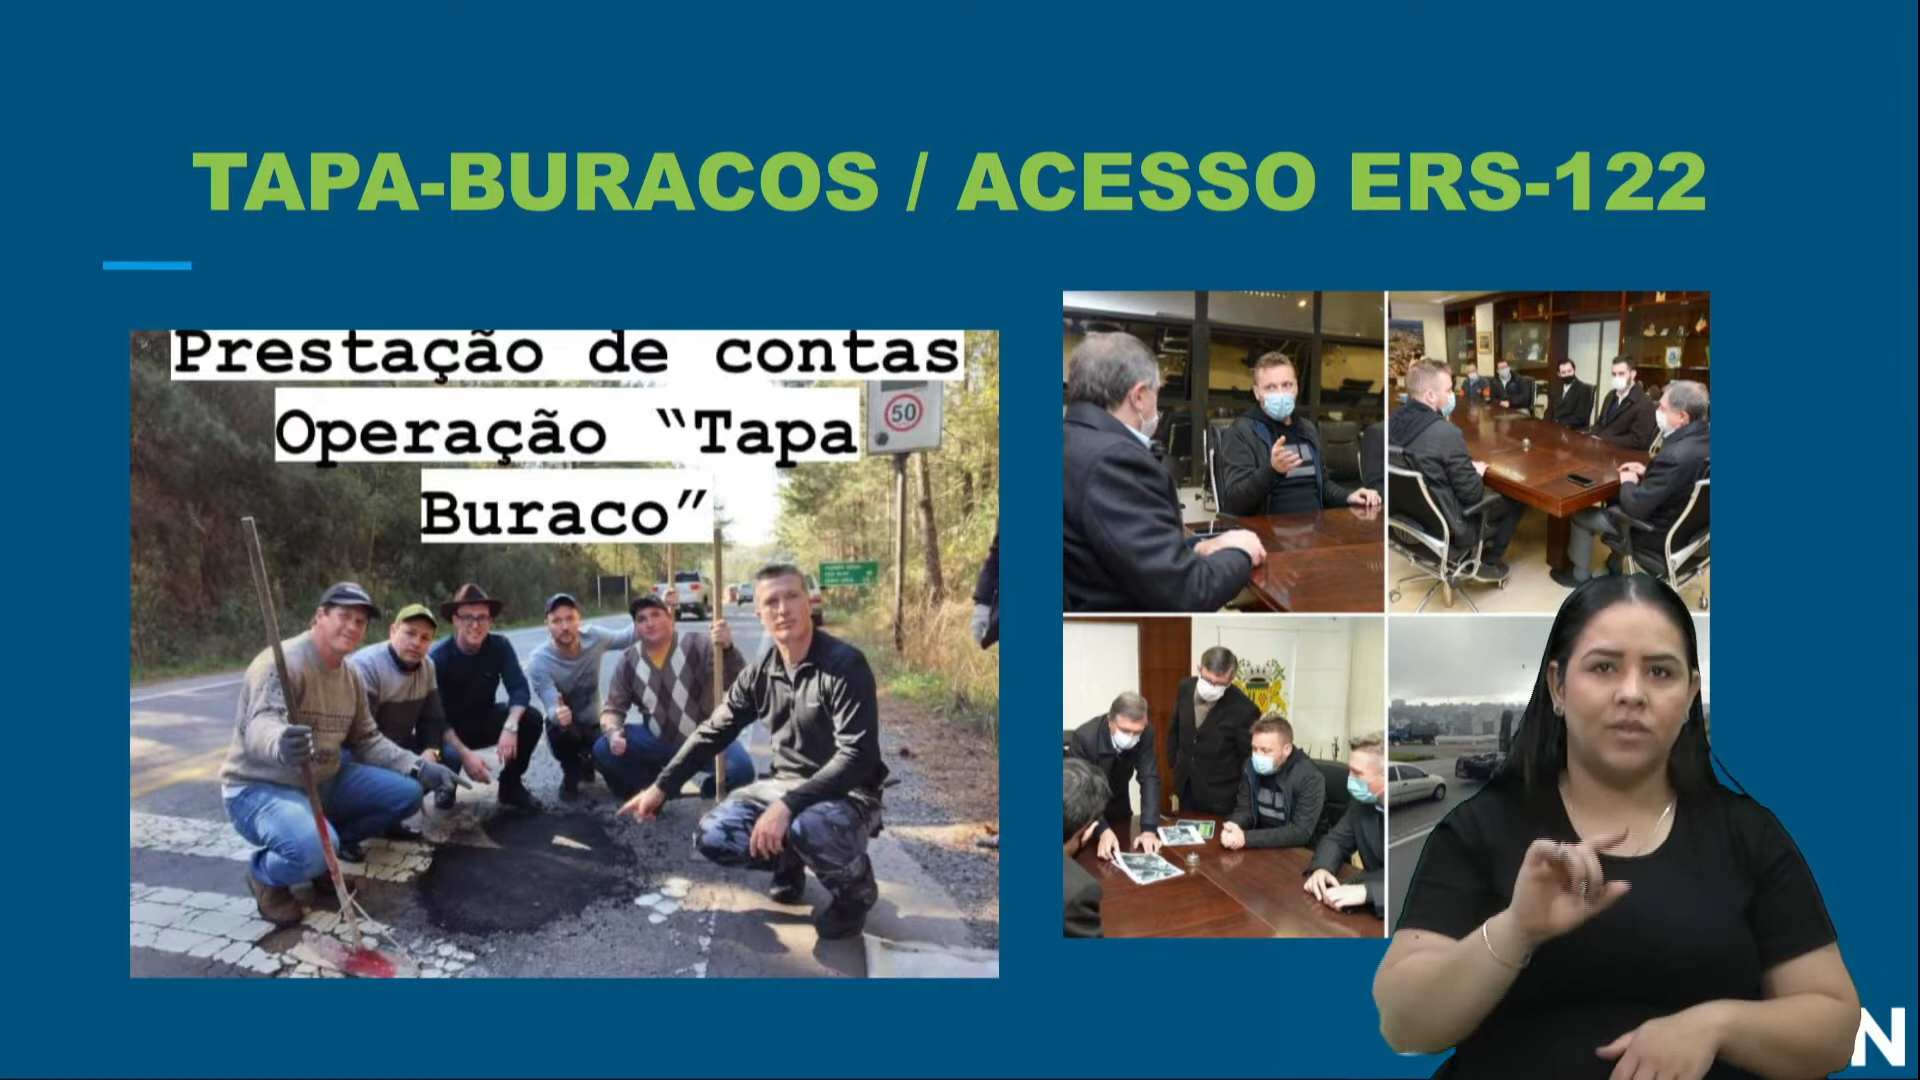 TAPA-BURACOS / ACESSO ERS-122
Prestação de contas
Operação “Tapa
Buraco”
50
N